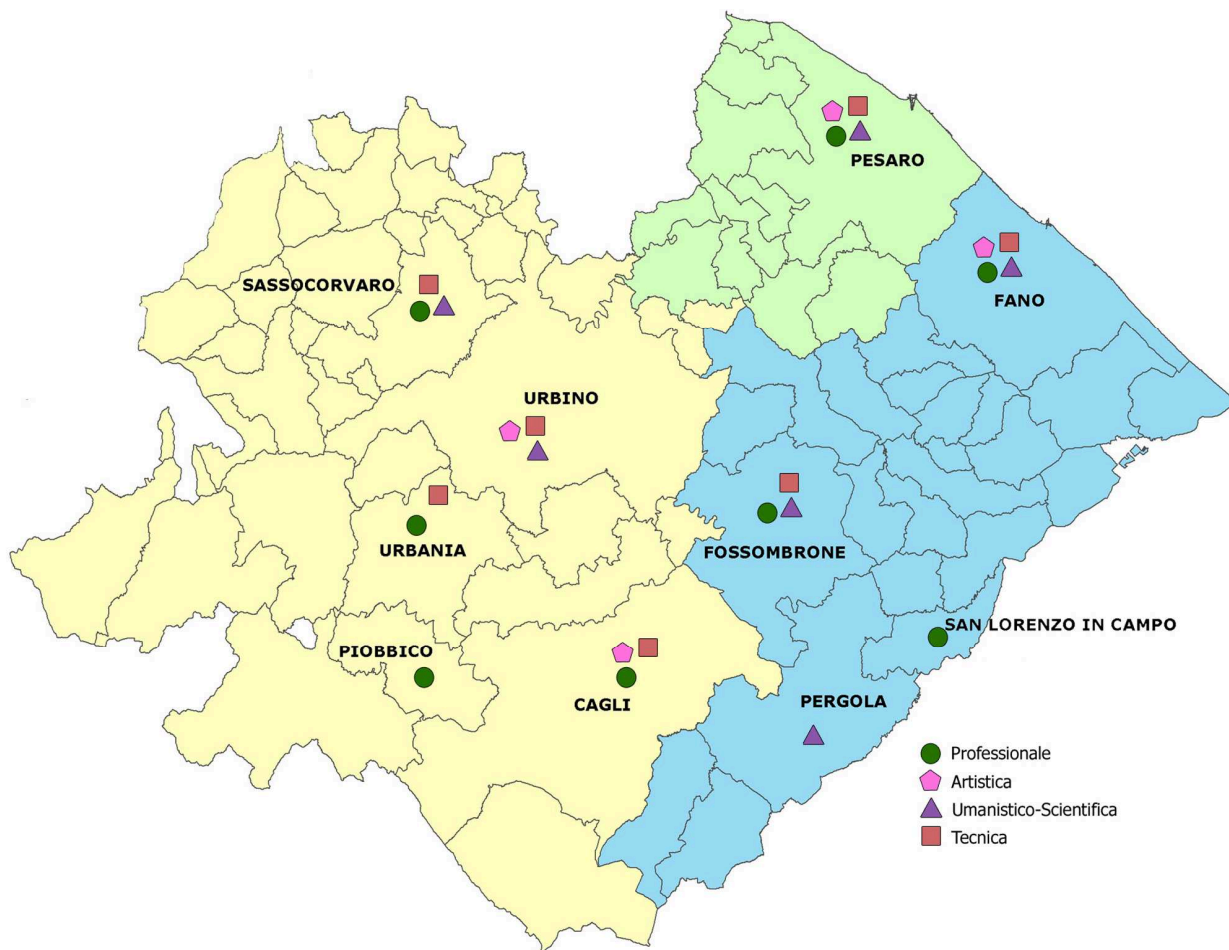 PESARO
FANO
SASSOCORVARO
URBINO
URBANIA
FOSSOMBRONE
SAN LORENZO IN CAMPO
PIOBBICO
CAGLI
PERGOLA
Professionale
Artistica
Umanistico-Scientifica
Tecnica